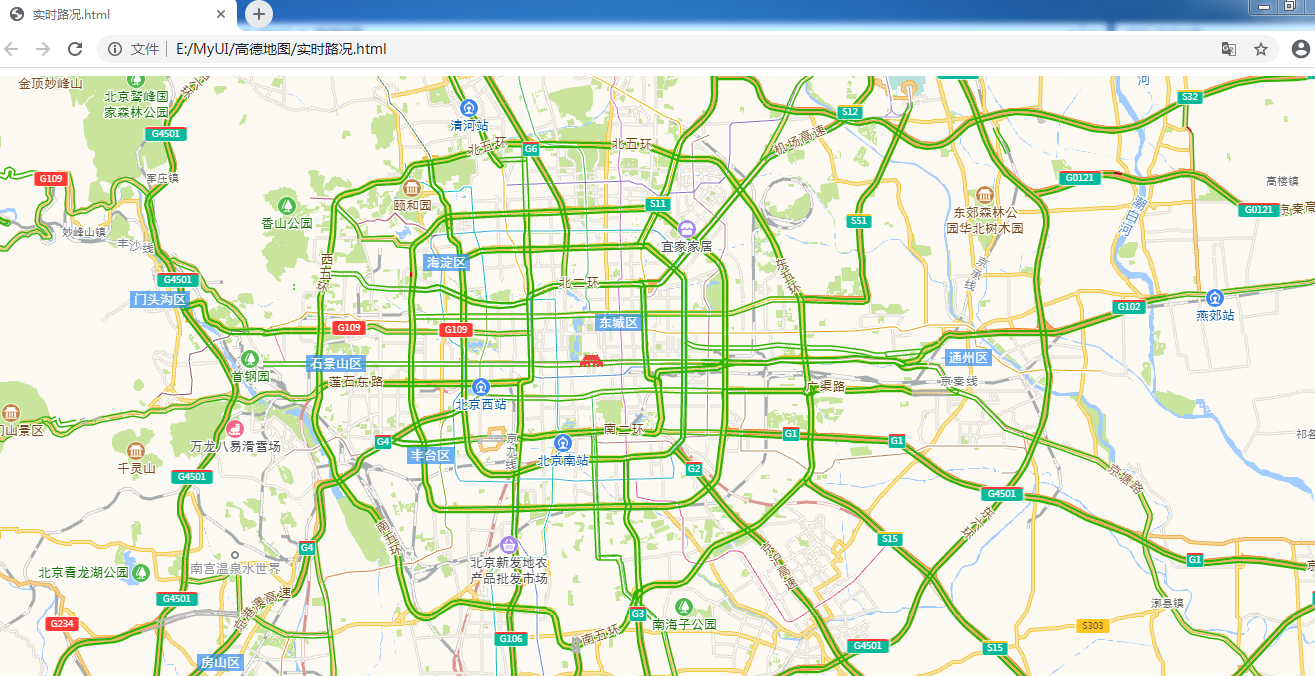 实时路况.html
文件
E:/MyUI/高德地图/实时路况.html
金顶妙峰山
北京鹫峰国
家森林公园
G4501
清河站
北五环
G6
北五环
机场高速
S12
河
S32
G109
军庄镇
颐和园
香山公园
S11
宜家家居
S51
G0121
高楼镇
G0121
东郊森林公
园华北树木园
潮白河
妙峰山镇
丰沙线
西五环
海淀区
北二环
东五环
京承线
G4501
门头沟区
G109
G109
东城区
G102
燕郊站
首钢园
石景山区
莲石东路
北京西站
广渠路
通州区
京秦线
门山景区
万龙八易滑雪场
G4
丰台区
京九线
北京南站
南二环
G1
G1
千灵山
G4501
G2
G4501
京塘路
南五环
G4
东六环
S15
G1
北京青龙湖公园
南宫温泉水世界
北京新发地农
产品批发市场
G4501
京港澳高速
G234
G3
南海子公园
漷县镇
S303
G106
南五环
G4501
S15
房山区